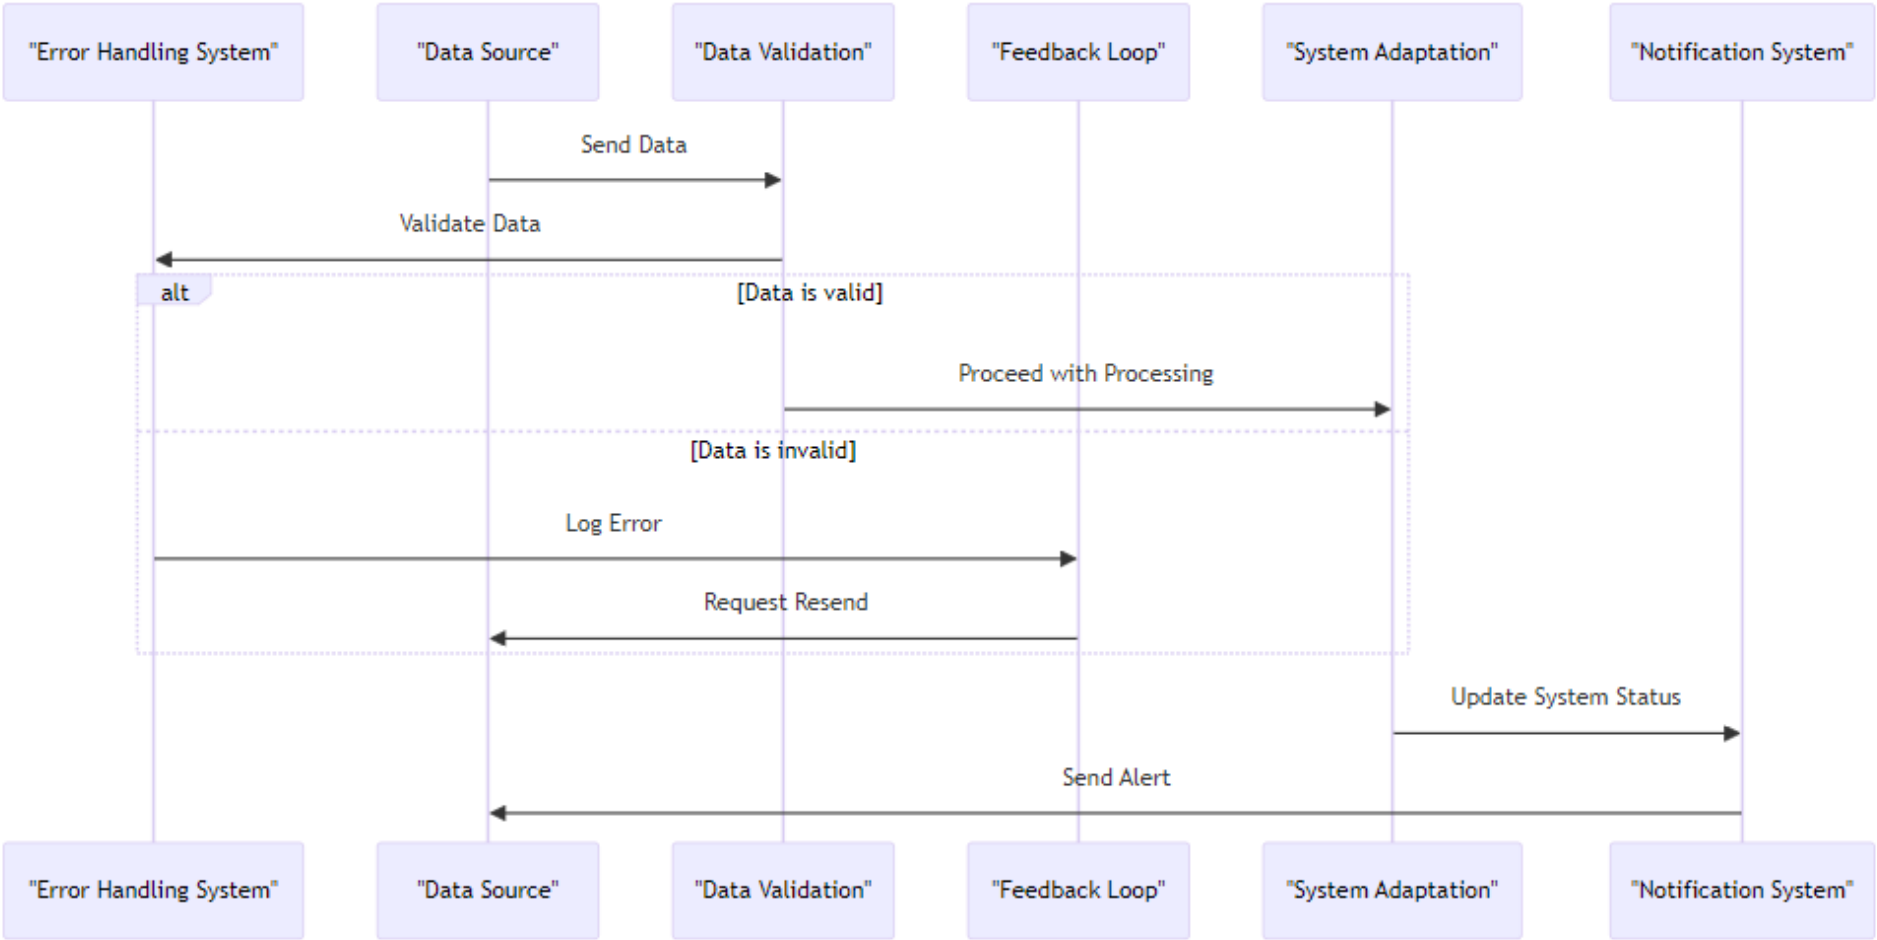 "Error Handling System"
"Data Source"
"Data Validation"
"Feedback Loop"
"System Adaptation"
"Notification System"
Send Data
Validate Data
alt
[Data is valid]
Proceed with Processing
[Data is invalid]
Log Error
Request Resend
Update System Status
Send Alert
"Error Handling System"
"Data Source"
"Data Validation"
"Feedback Loop"
"System Adaptation"
"Notification System"